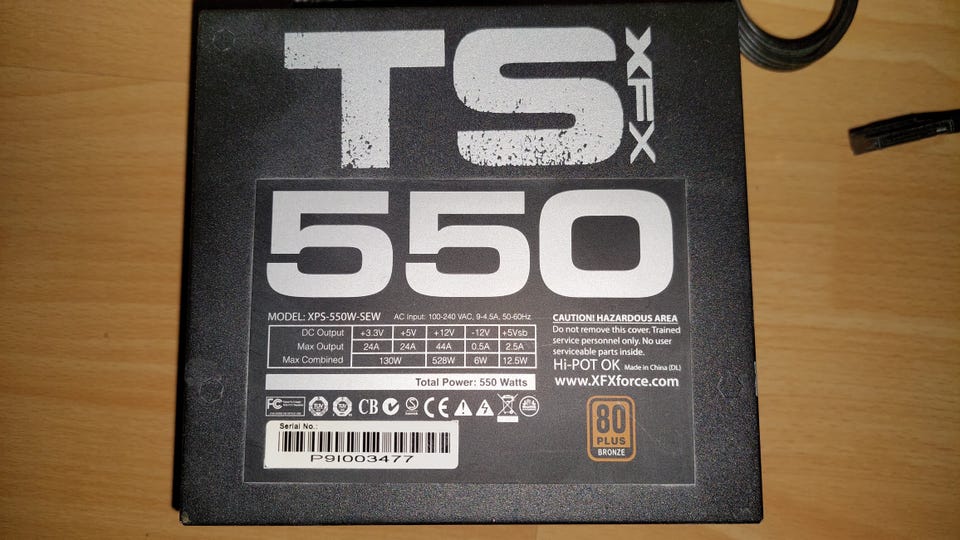 TS
XFX
550
MODEL: XPS-550W-SEW
AC input: 100-240 VAC, 9-4.5A, 50-60Hz
DC Output +3.3V +5V +12V -12V +5Vsb
Max Output 24A 24A 44A 0.5A 2.5A
Max Combined 130W 528W 6W 12.5W
Total Power: 550 Watts
CAUTION! HAZARDOUS AREA
Do not remove this cover. Trained
service personnel only. No user
serviceable parts inside.
Hi-POT OK Made in China (DL)
www.XFXforce.com
FC
CB
CE
80
PLUS
BRONZE
Serial No.:
P9I003477